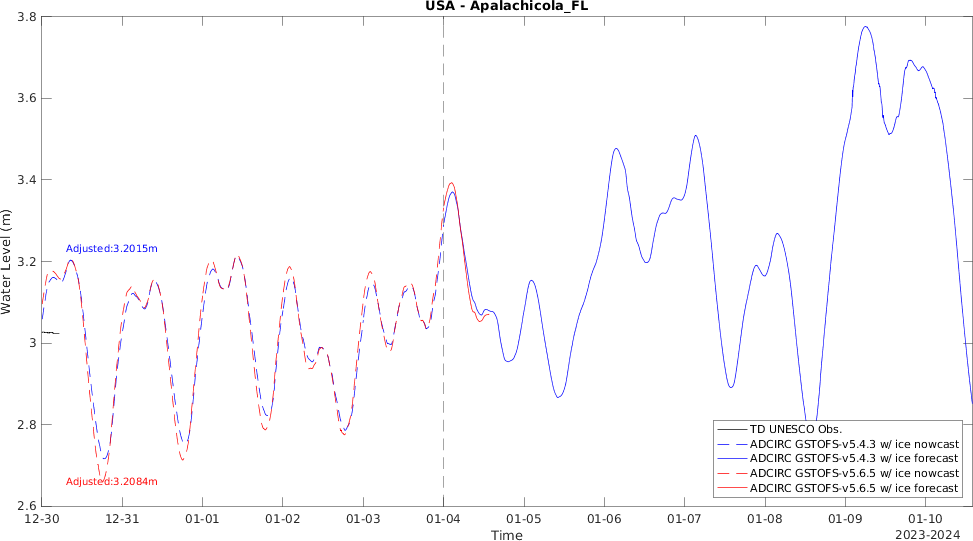 USA - Apalachicola_FL
3.8
3.6
3.4
3.2
3
2.8
2.6
Water Level (m)
Adjusted:3.2015m
Adjusted:3.2084m
TD UNESCO Obs.
ADCIRC GSTOFS-v5.4.3 w/ ice nowcast
ADCIRC GSTOFS-v5.4.3 w/ ice forecast
ADCIRC GSTOFS-v5.6.5 w/ ice nowcast
ADCIRC GSTOFS-v5.6.5 w/ ice forecast
12-30 12-31 01-01 01-02 01-03 01-04 01-05 01-06 01-07 01-08 01-09 01-10
Time
2023-2024